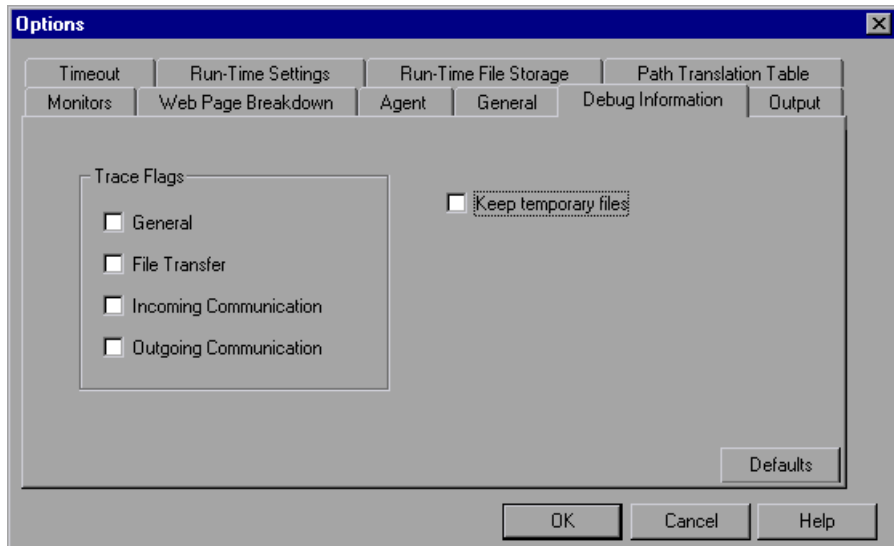 Options
Timeout Run-Time Settings Run-Time File Storage Path Translation Table
Monitors Web Page Breakdown Agent General Debug Information Output
Trace Flags
Keep temporary files
General
File Transfer
Incoming Communication
Outgoing Communication
Defaults
OK Cancel Help